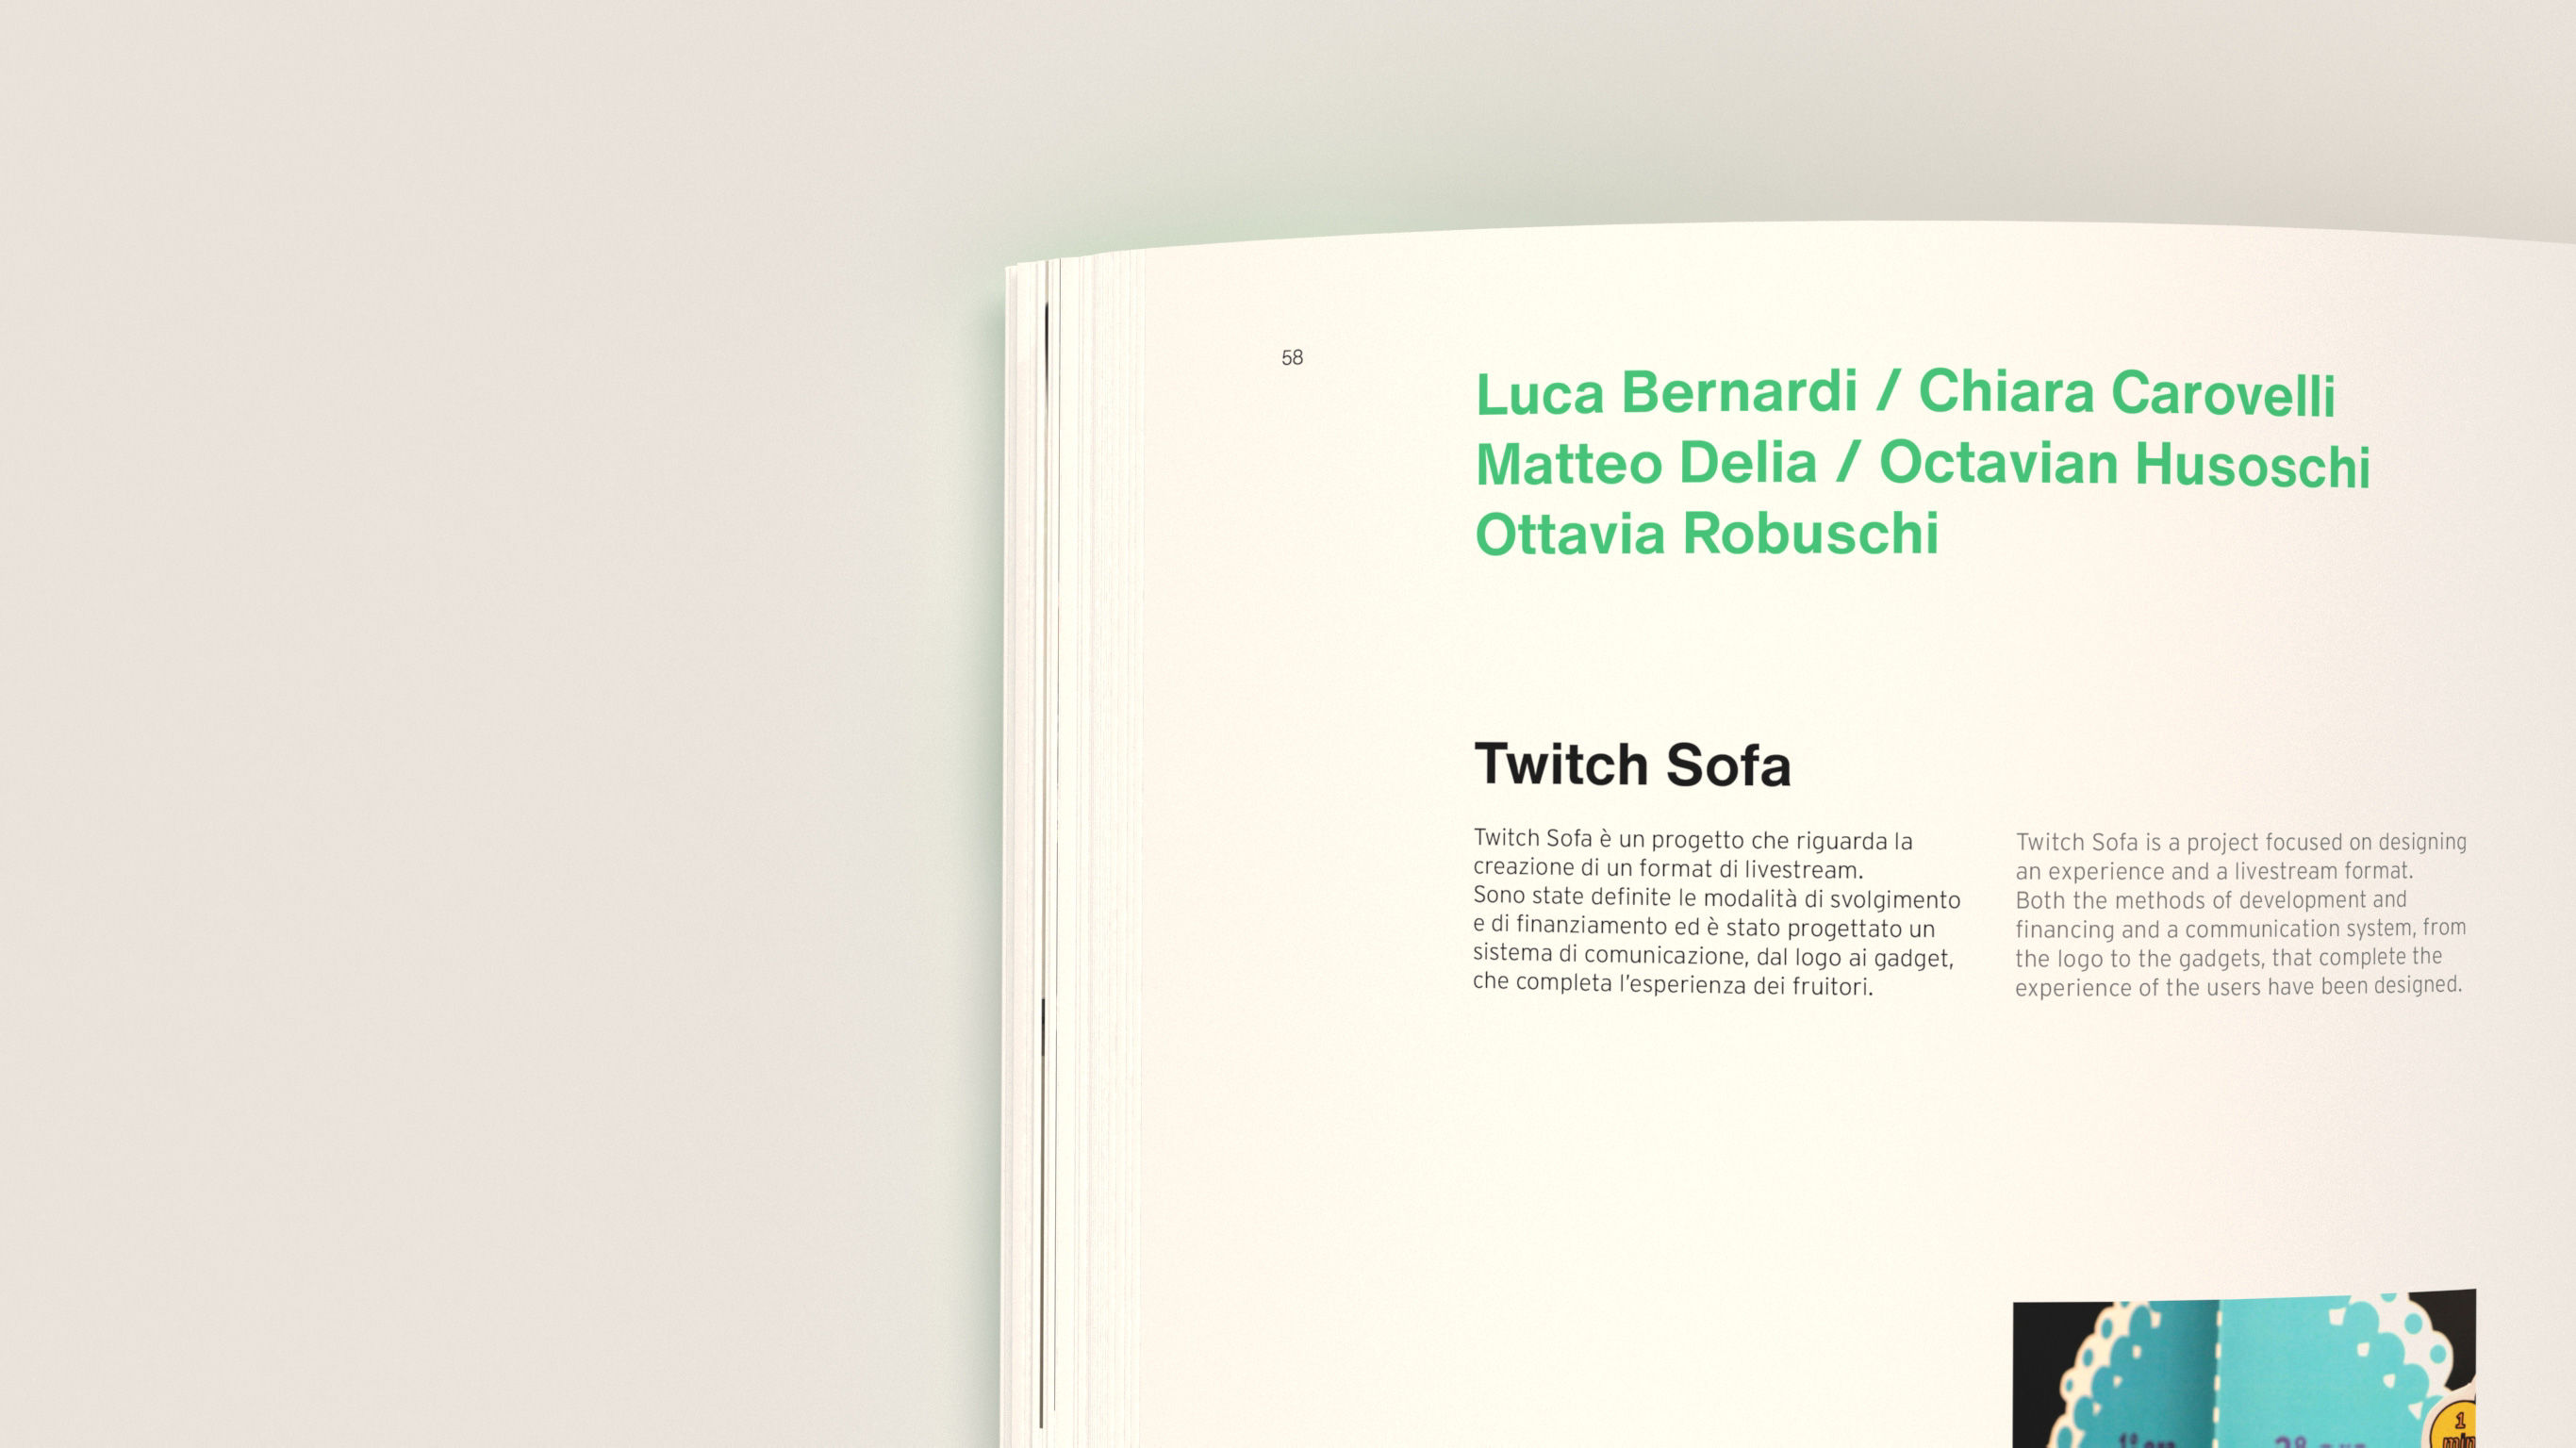 58
Luca Bernardi / Chiara Carovelli
Matteo Delia / Octavian Husoschi
Ottavia Robuschi
Twitch Sofa
Twitch Sofa è un progetto che riguarda la
creazione di un format di livestream.
Sono state definite le modalità di svolgimento
e di finanziamento ed è stato progettato un
sistema di comunicazione, dal logo ai gadget,
che completa l'esperienza dei fruitori.
Twitch Sofa is a project focused on designing
an experience and a livestream format.
Both the methods of development and
financing and a communication system, from
the logo to the gadgets, that complete the
experience of the users have been designed.
1
min